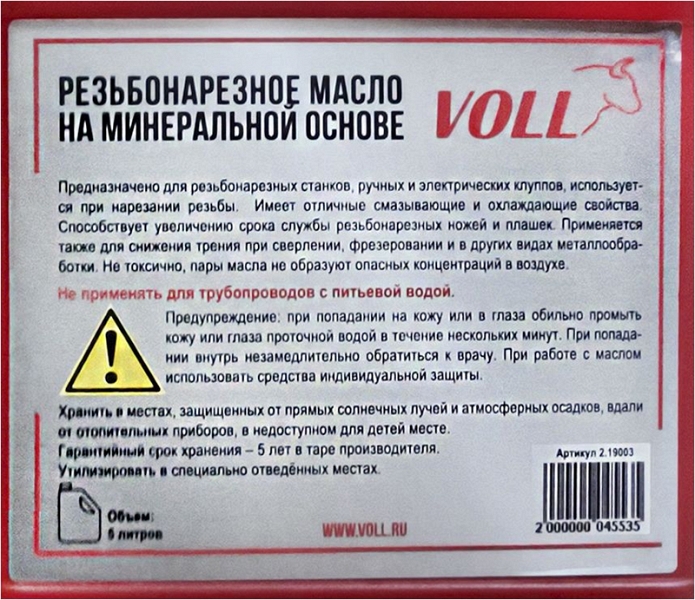 РЕЗЬБОНАРЕЗНОЕ МАСЛО
НА МИНЕРАЛЬНОЙ ОСНОВЕ
VOLL
Предназначено для резьбонарезных станков, ручных и электрических клуппов, использует-
ся при нарезании резьбы. Имеет отличные смазывающие и охлаждающие свойства.
Способствует увеличению срока службы резьбонарезных ножей и плашек. Применяется
также для снижения трения при сверлении, фрезеровании и в других видах металлообра-
ботки. Не токсично, пары масла не образуют опасных концентраций в воздухе.
Не применять для трубопроводов с питьевой водой.
Предупреждение: при попадании на кожу или в глаза обильно промыть
кожу или глаза проточной водой в течение нескольких минут. При попада-
нии внутрь незамедлительно обратиться к врачу. При работе с маслом
использовать средства индивидуальной защиты.
Хранить в местах, защищенных от прямых солнечных лучей и атмосферных осадков, вдали
от отопительных приборов, в недоступном для детей месте.
Гарантийный срок хранения – 5 лет в таре производителя.
Утилизировать в специально отведённых местах.
Артикул 2.19003
2 000000 045535
Объем:
5 литров
WWW.VOLL.RU